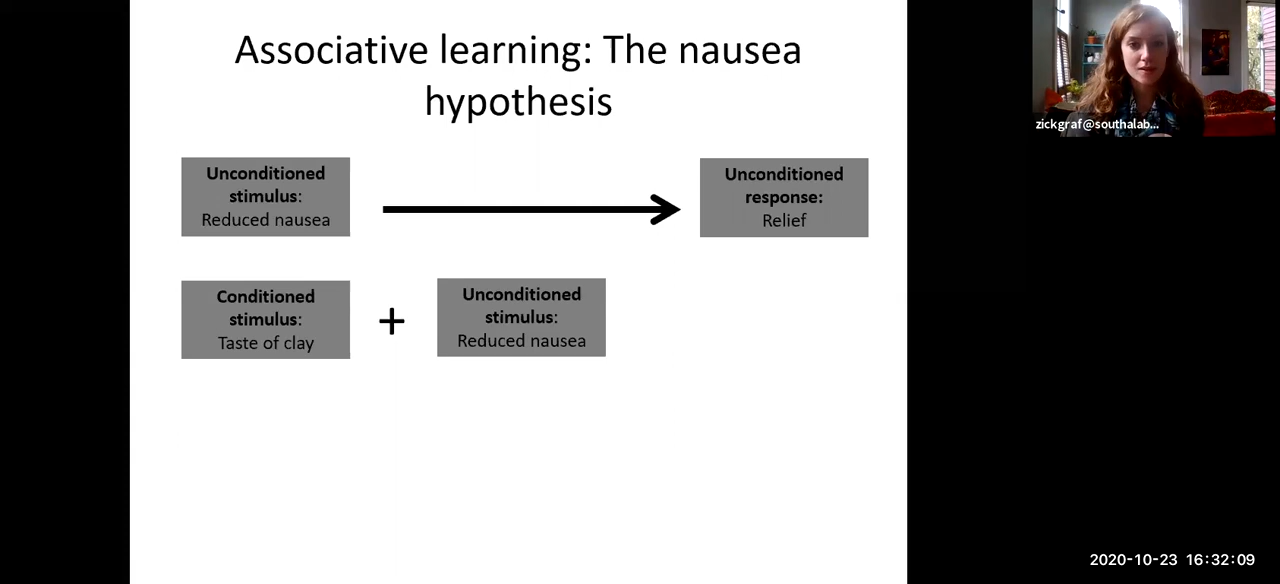 Associative learning: The nausea
hypothesis
Unconditioned
stimulus:
Reduced nausea
Unconditioned
response:
Relief
Conditioned
stimulus:
Taste of clay
+
Unconditioned
stimulus:
Reduced nausea
zickgraf@southalab...
2020-10-23 16:32:09